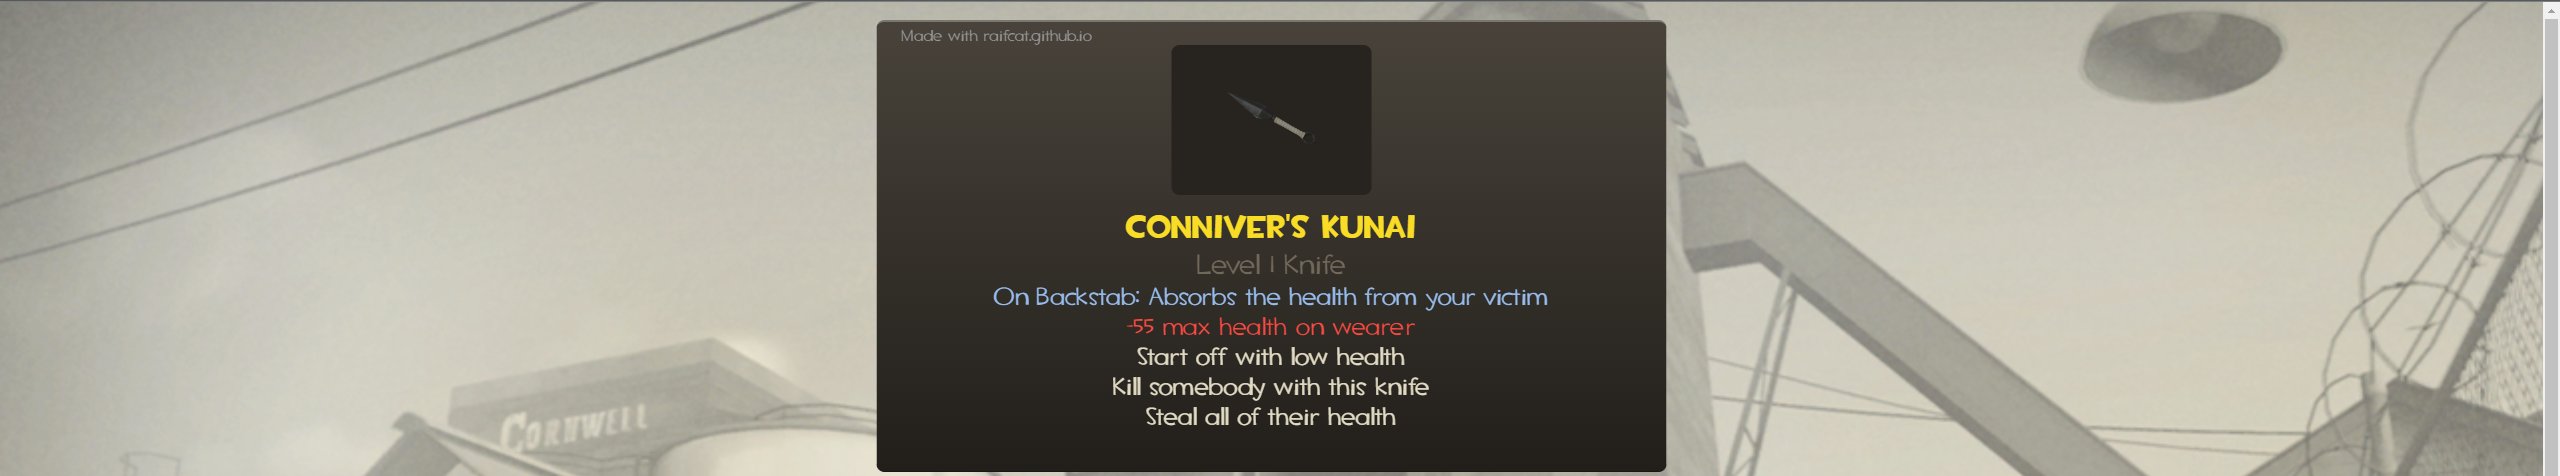 Made with raifcat.github.io
CONNIVER'S KUNAI
Level 1 Knife
On Backstab: Absorbs the health from your victim
-55 max health on wearer
Start off with low health
Kill somebody with this knife
Steal all of their health
CORNWELL